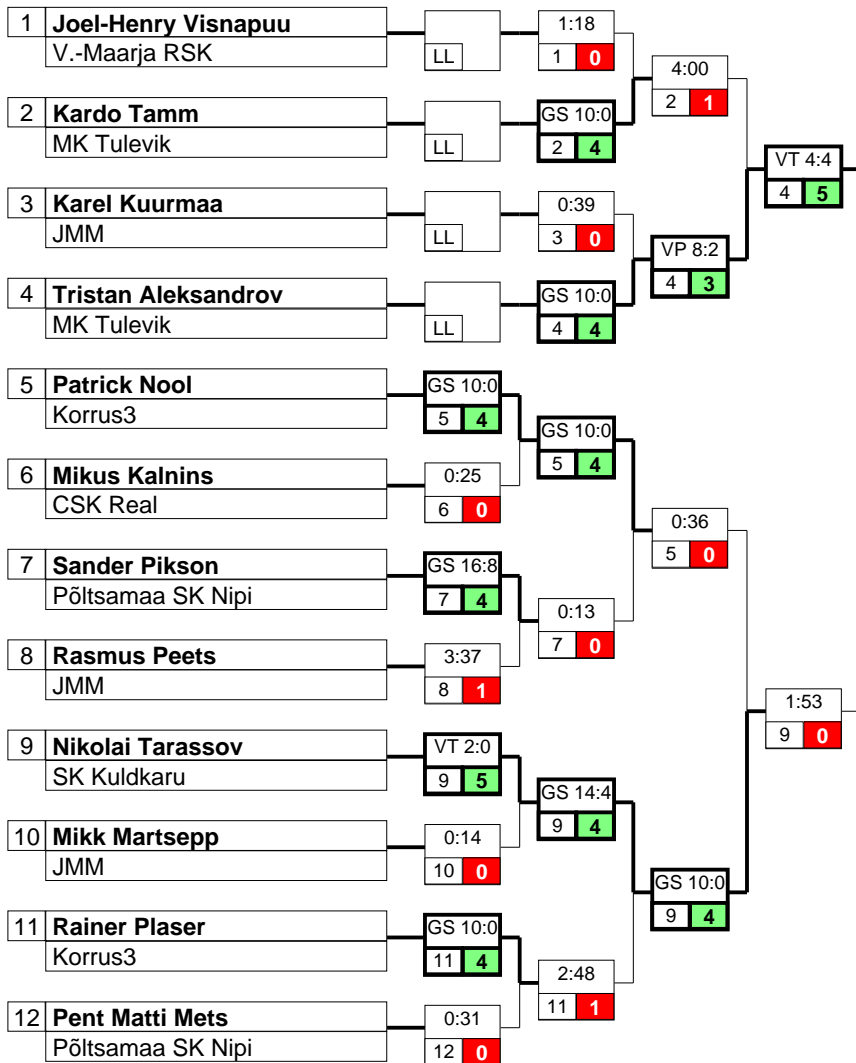 1 Joel-Henry Visnapuu
V.-Maarja RSK
LL
1:18
1 0
4:00
2 1
2 Kardo Tamm
MK Tulevik
LL
GS 10:0
2 4
VT 4:4
4 5
3 Karel Kuurmaa
JMM
LL
0:39
3 0
VP 8:2
4 3
4 Tristan Aleksandrov
MK Tulevik
LL
GS 10:0
4 4
5 Patrick Nool
Korrus3
GS 10:0
5 4
GS 10:0
5 4
6 Mikus Kalnins
CSK Real
0:25
6 0
0:36
5 0
7 Sander Pikson
Põltsamaa SK Nipi
GS 16:8
7 4
0:13
7 0
8 Rasmus Peets
JMM
3:37
8 1
1:53
9 0
9 Nikolai Tarassov
SK Kuldkaru
VT 2:0
9 5
GS 14:4
9 4
10 Mikk Martsepp
JMM
0:14
10 0
GS 10:0
9 4
11 Rainer Plaser
Korrus3
GS 10:0
11 4
2:48
11 1
12 Pent Matti Mets
Põltsamaa SK Nipi
0:31
12 0